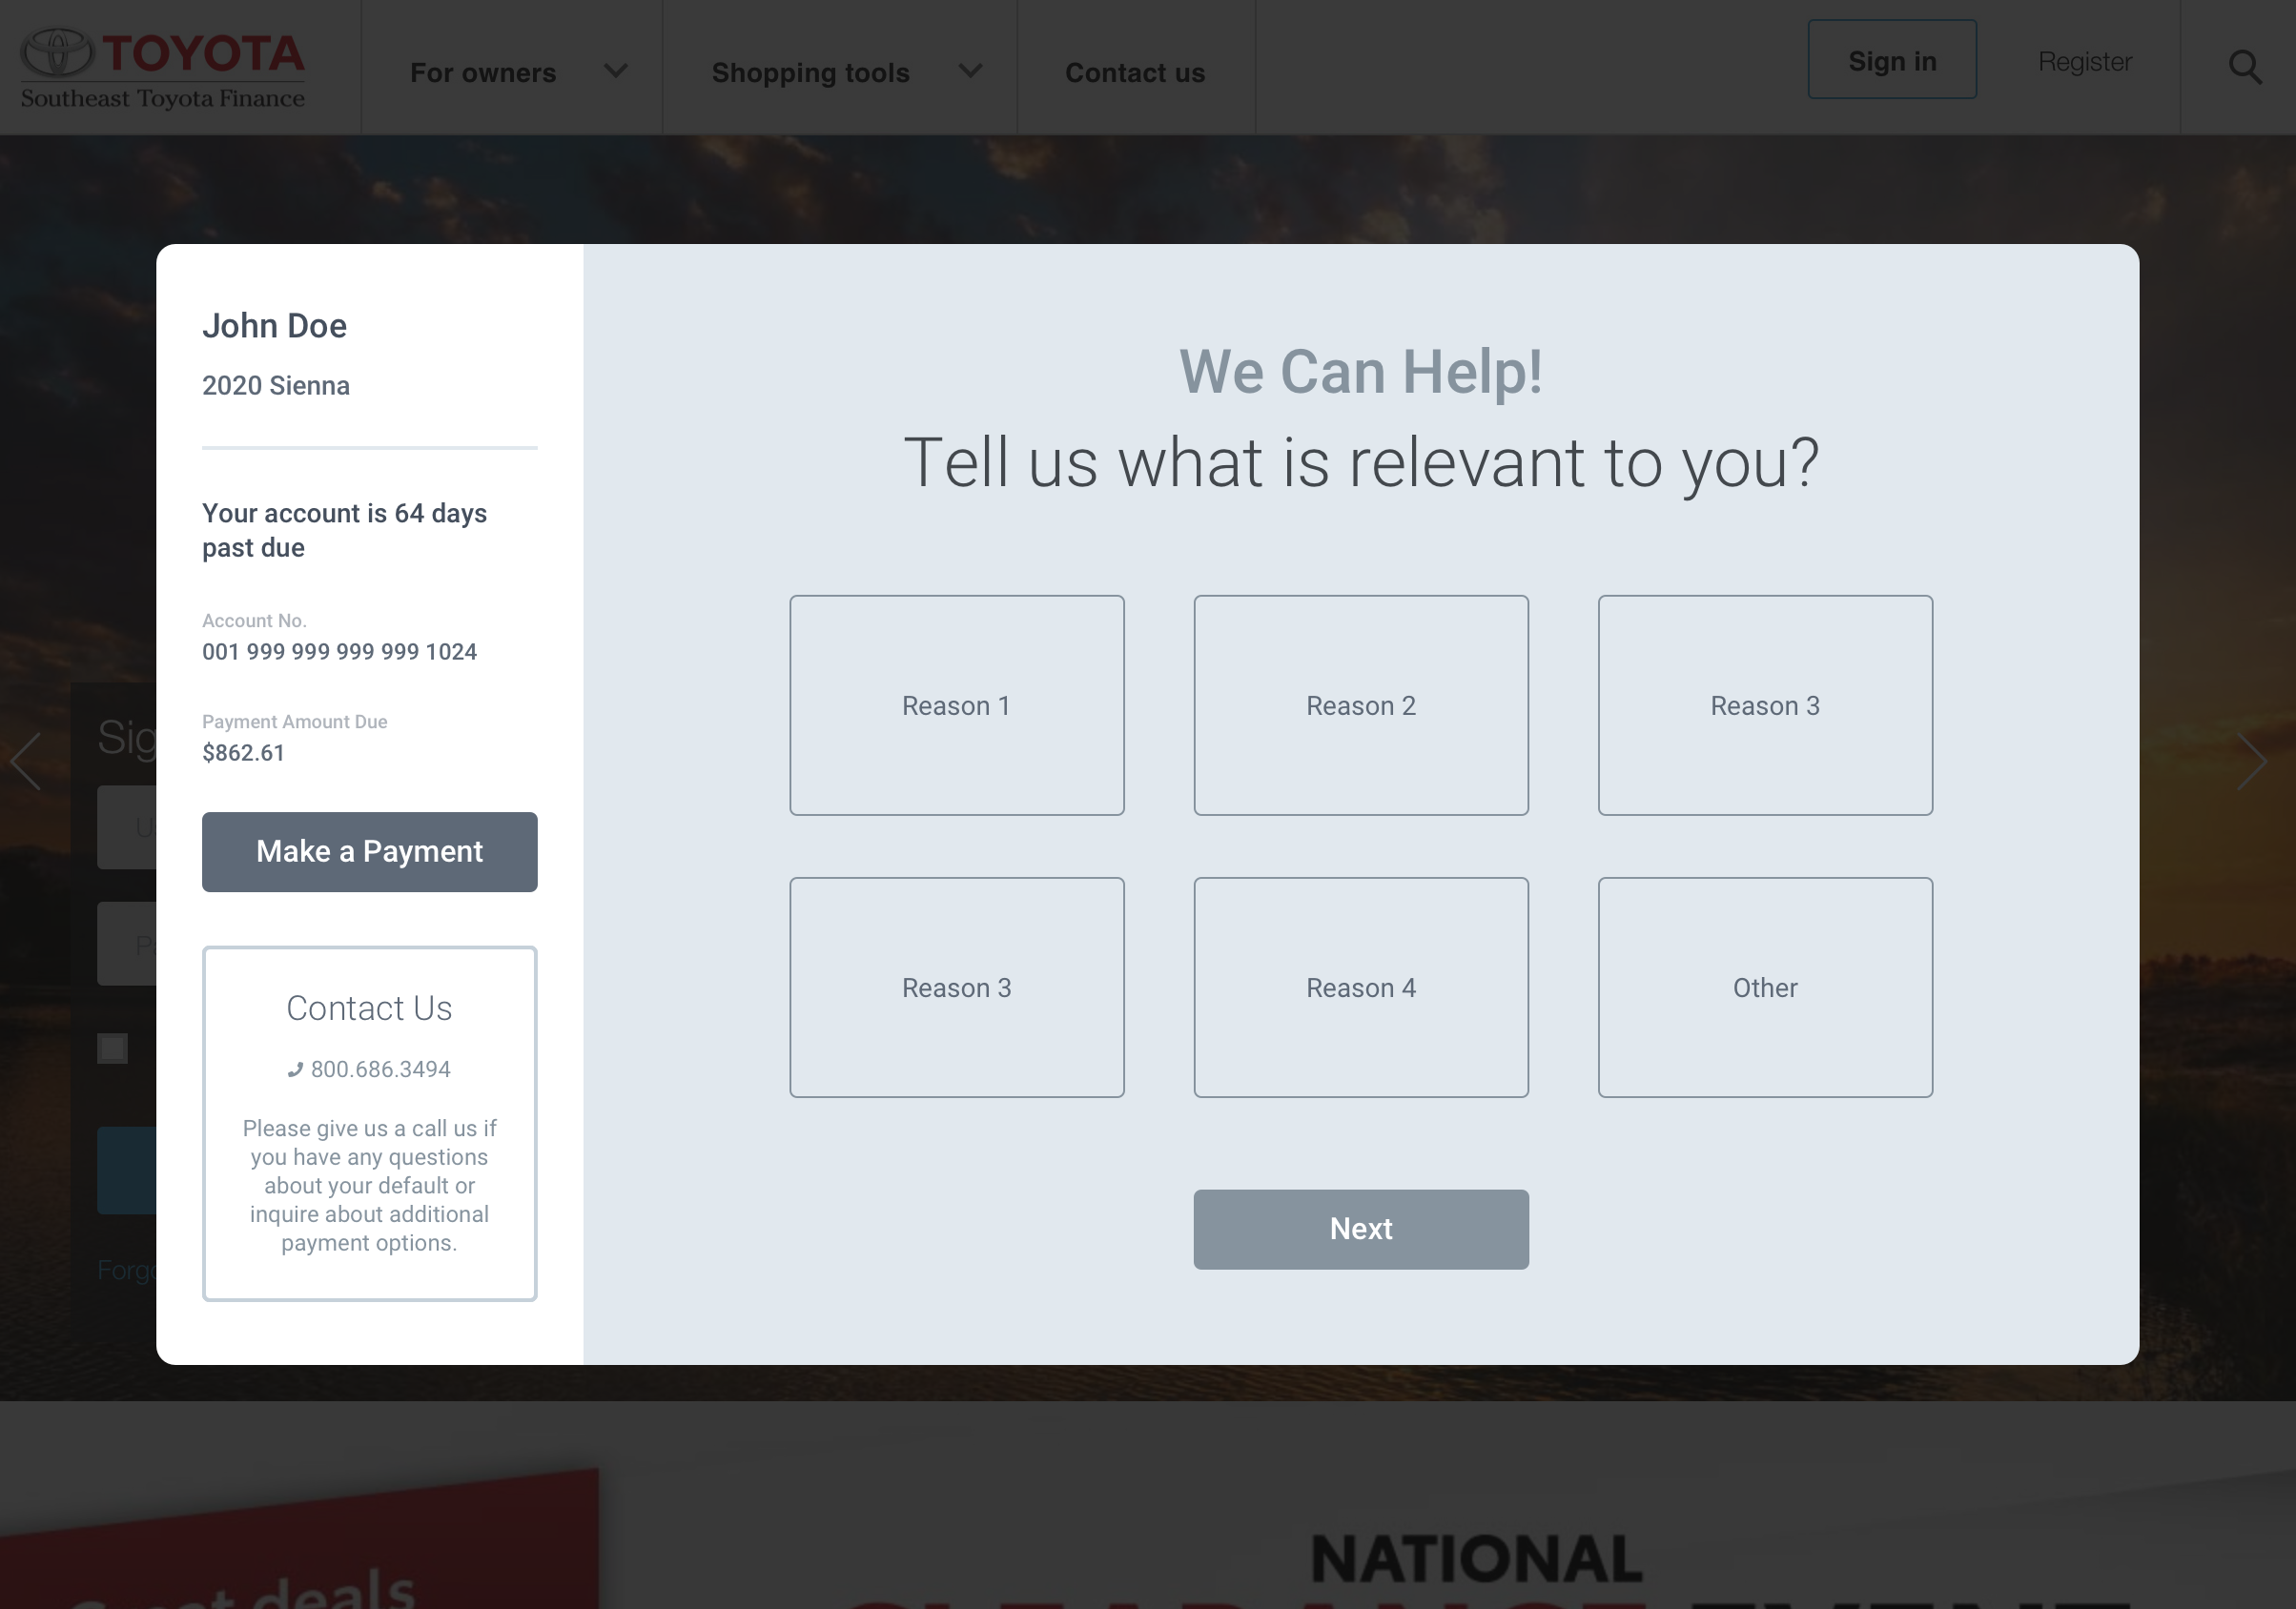 TOYOTA
Southeast Toyota Finance
For owners
Shopping tools
Contact us
Sign in
Register
John Doe
2020 Sienna
Your account is 64 days
past due
Account No.
001 999 999 999 999 1024
Payment Amount Due
$862.61
Make a Payment
Contact Us
800.686.3494
Please give us a call us if
you have any questions
about your default or
inquire about additional
payment options.
We Can Help!
Tell us what is relevant to you?
Reason 1
Reason 2
Reason 3
Reason 3
Reason 4
Other
Next
Sig
U
Pa
Forgo
deals
NATIONAL